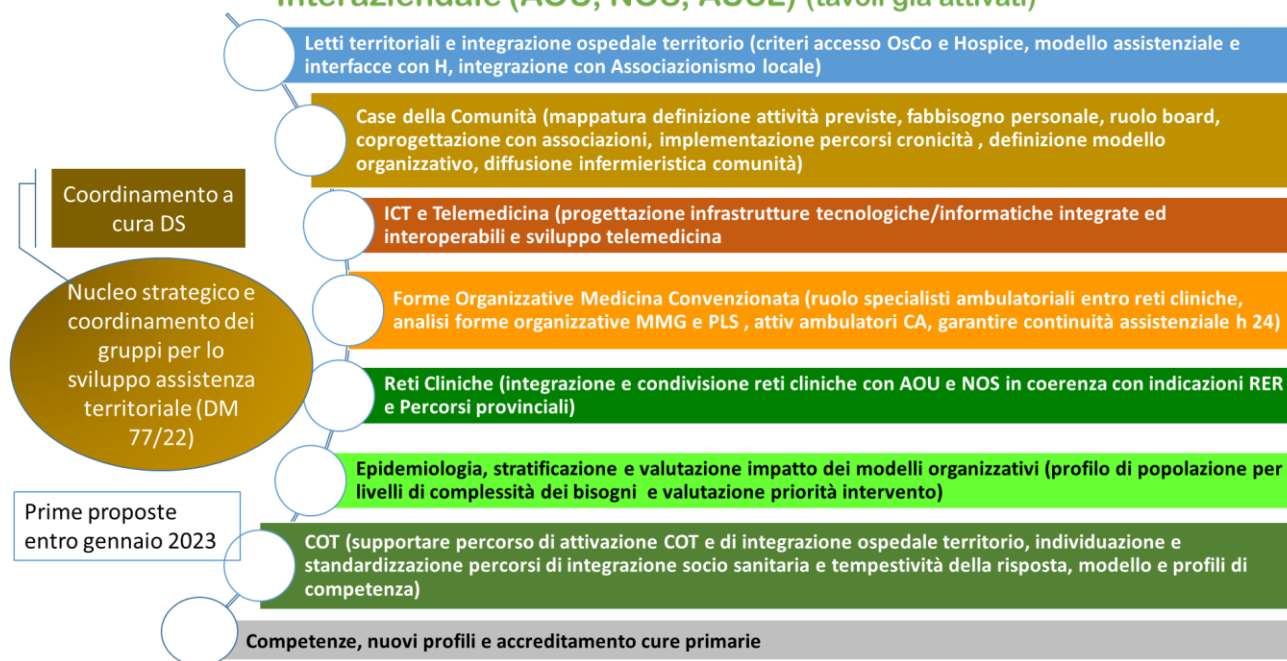 Interaziendale (AOU, NOS, AUSL) (tavoli già attivati)
Letti territoriali e integrazione ospedale territorio (criteri accesso OsCo e Hospice, modello assistenziale e
interfacce con H, integrazione con Associazionismo locale)
Case della Comunità (mappatura definizione attività previste, fabbisogno personale, ruolo board,
coprogettazione con associazioni, implementazione percorsi cronicità , definizione modello
organizzativo, diffusione infermieristica comunità)
Coordinamento a
cura DS
ICT e Telemedicina (progettazione infrastrutture tecnologiche/informatiche integrate ed
interoperabili e sviluppo telemedicina
Nucleo strategico e
coordinamento dei
gruppi per lo
sviluppo assistenza
territoriale (DM
77/22)
Forme Organizzative Medicina Convenzionata (ruolo specialisti ambulatoriali entro reti cliniche,
analisi forme organizzative MMG e PLS , attiv ambulatori CA, garantire continuità assistenziale h 24)
Reti Cliniche (integrazione e condivisione reti cliniche con AOU e NOS in coerenza con indicazioni RER
e Percorsi provinciali)
Epidemiologia, stratificazione e valutazione impatto dei modelli organizzativi (profilo di popolazione per
livelli di complessità dei bisogni e valutazione priorità intervento)
Prime proposte
entro gennaio 2023
COT (supportare percorso di attivazione COT e di integrazione ospedale territorio, individuazione e
standardizzazione percorsi di integrazione socio sanitaria e tempestività della risposta, modello e profili di
competenza)
Competenze, nuovi profili e accreditamento cure primarie